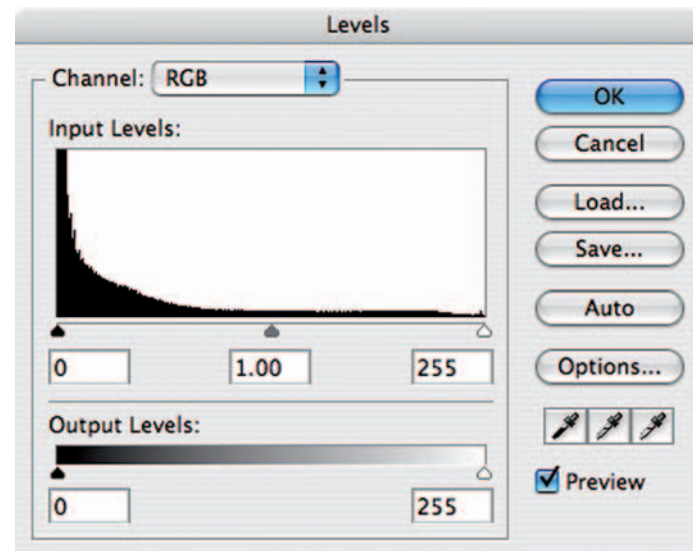 Levels
Channel: RGB
Input Levels:
0 1.00 255
Output Levels:
0 255
OK
Cancel
Load...
Save...
Auto
Options...
Preview